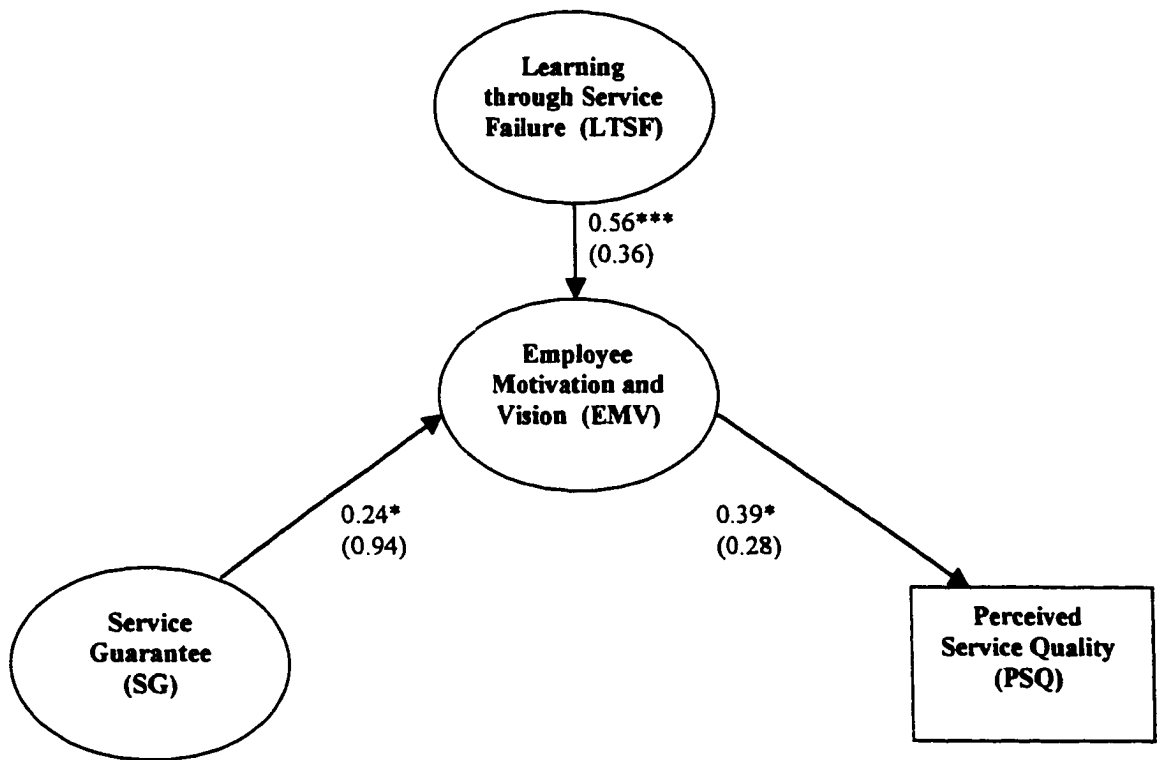 Learning
through Service
Failure (LTSF)
0.56***
(0.36)
Employee
Motivation and
Vision (EMV)
0.24*
(0.94)
0.39*
(0.28)
Service
Guarantee
(SG)
Perceived
Service Quality
(PSQ)